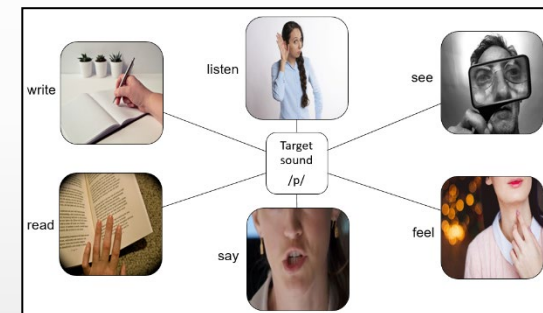 listen
see
write
Target
sound
/p/
read
say
feel